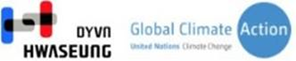 DYVN
HWASEUNG
Global Climate Action
United Nations Climate Change